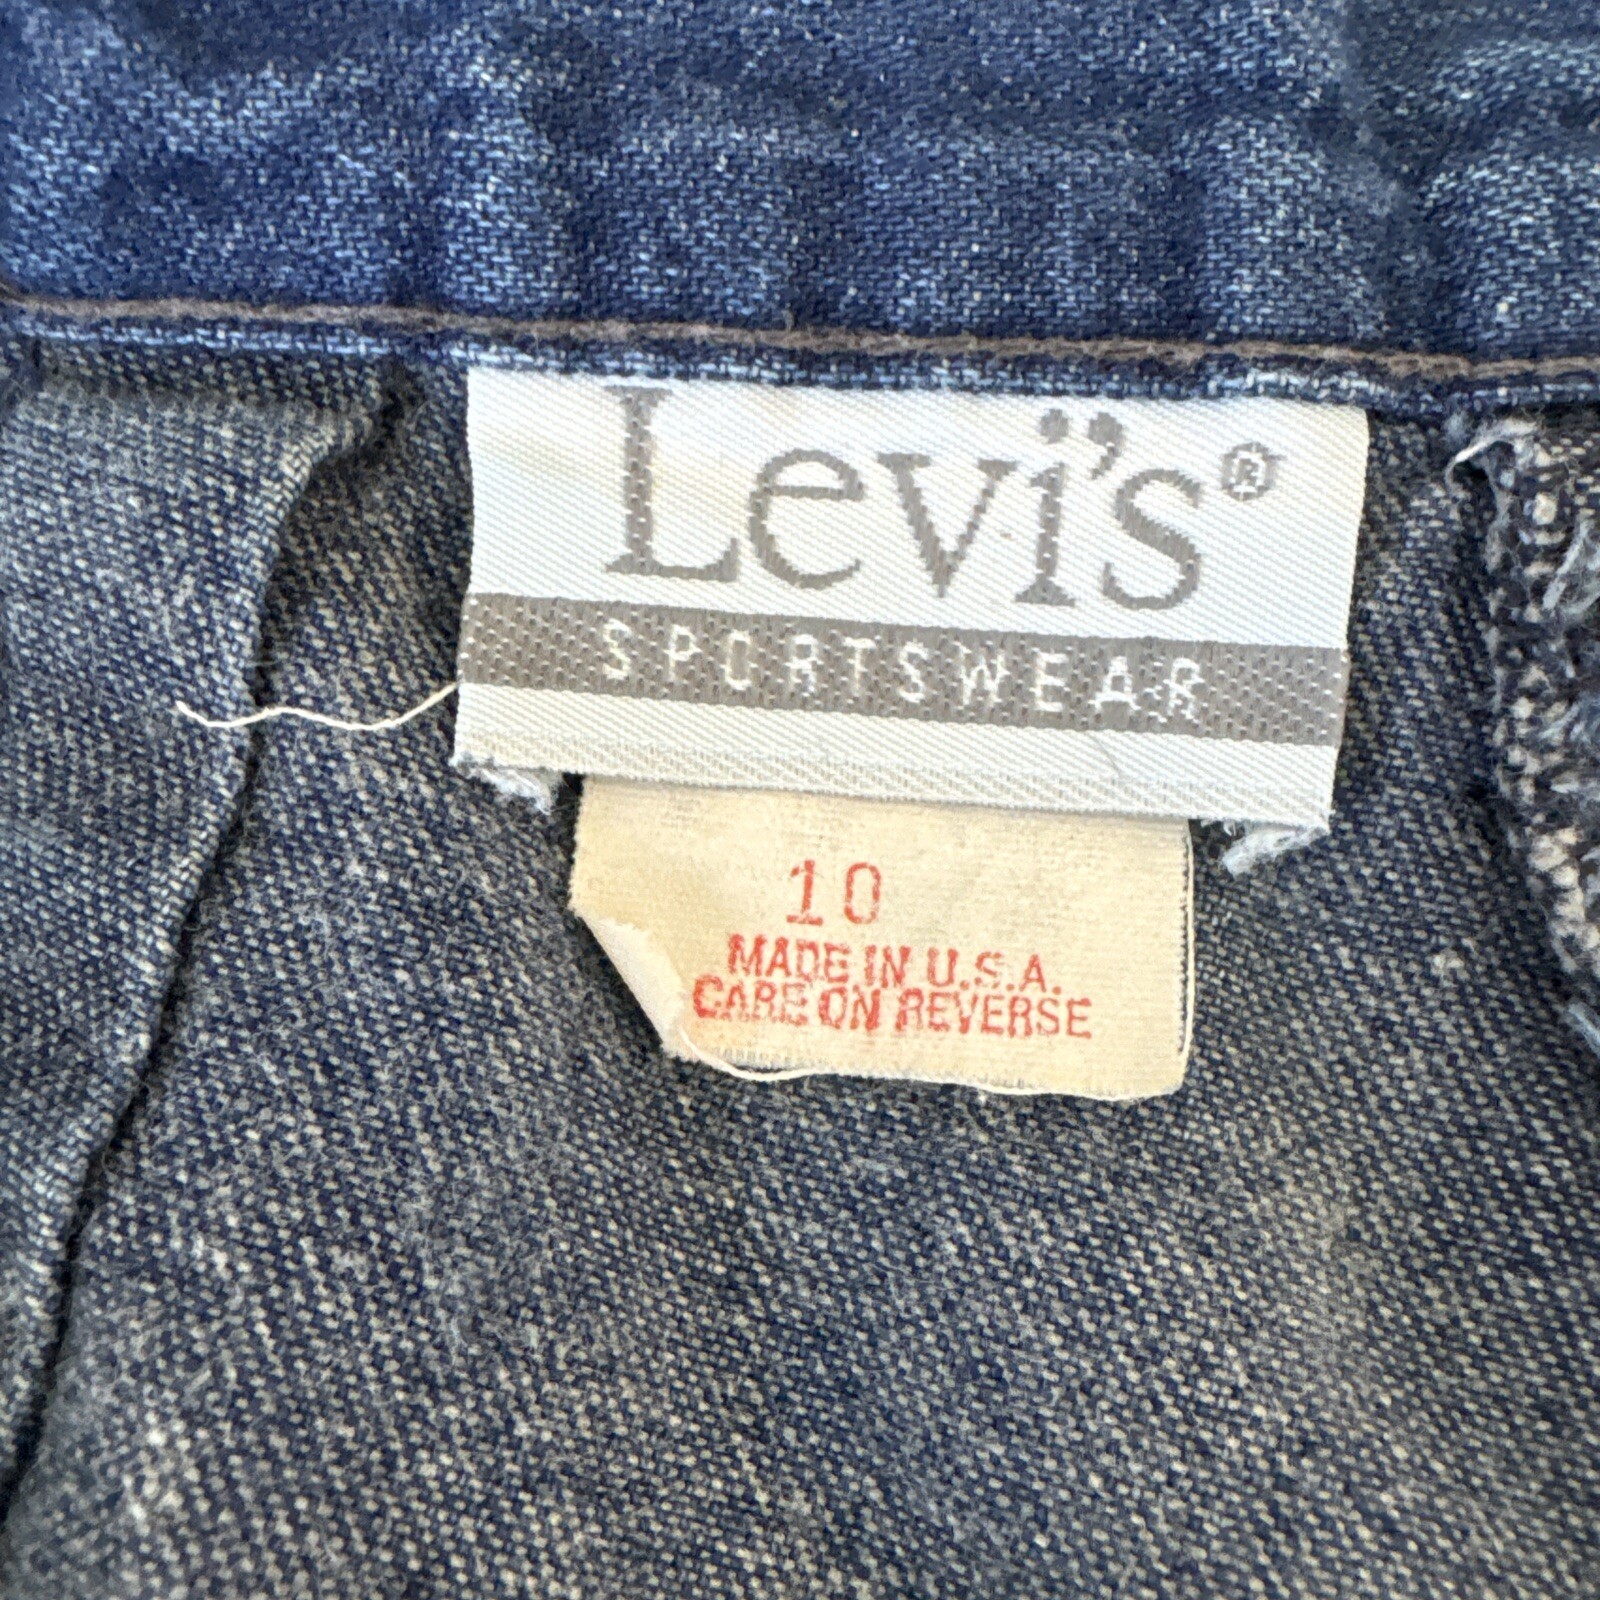 Levi's®
SPORTSWEAR
10
MADE IN U.S.A.
CARE ON REVERSE